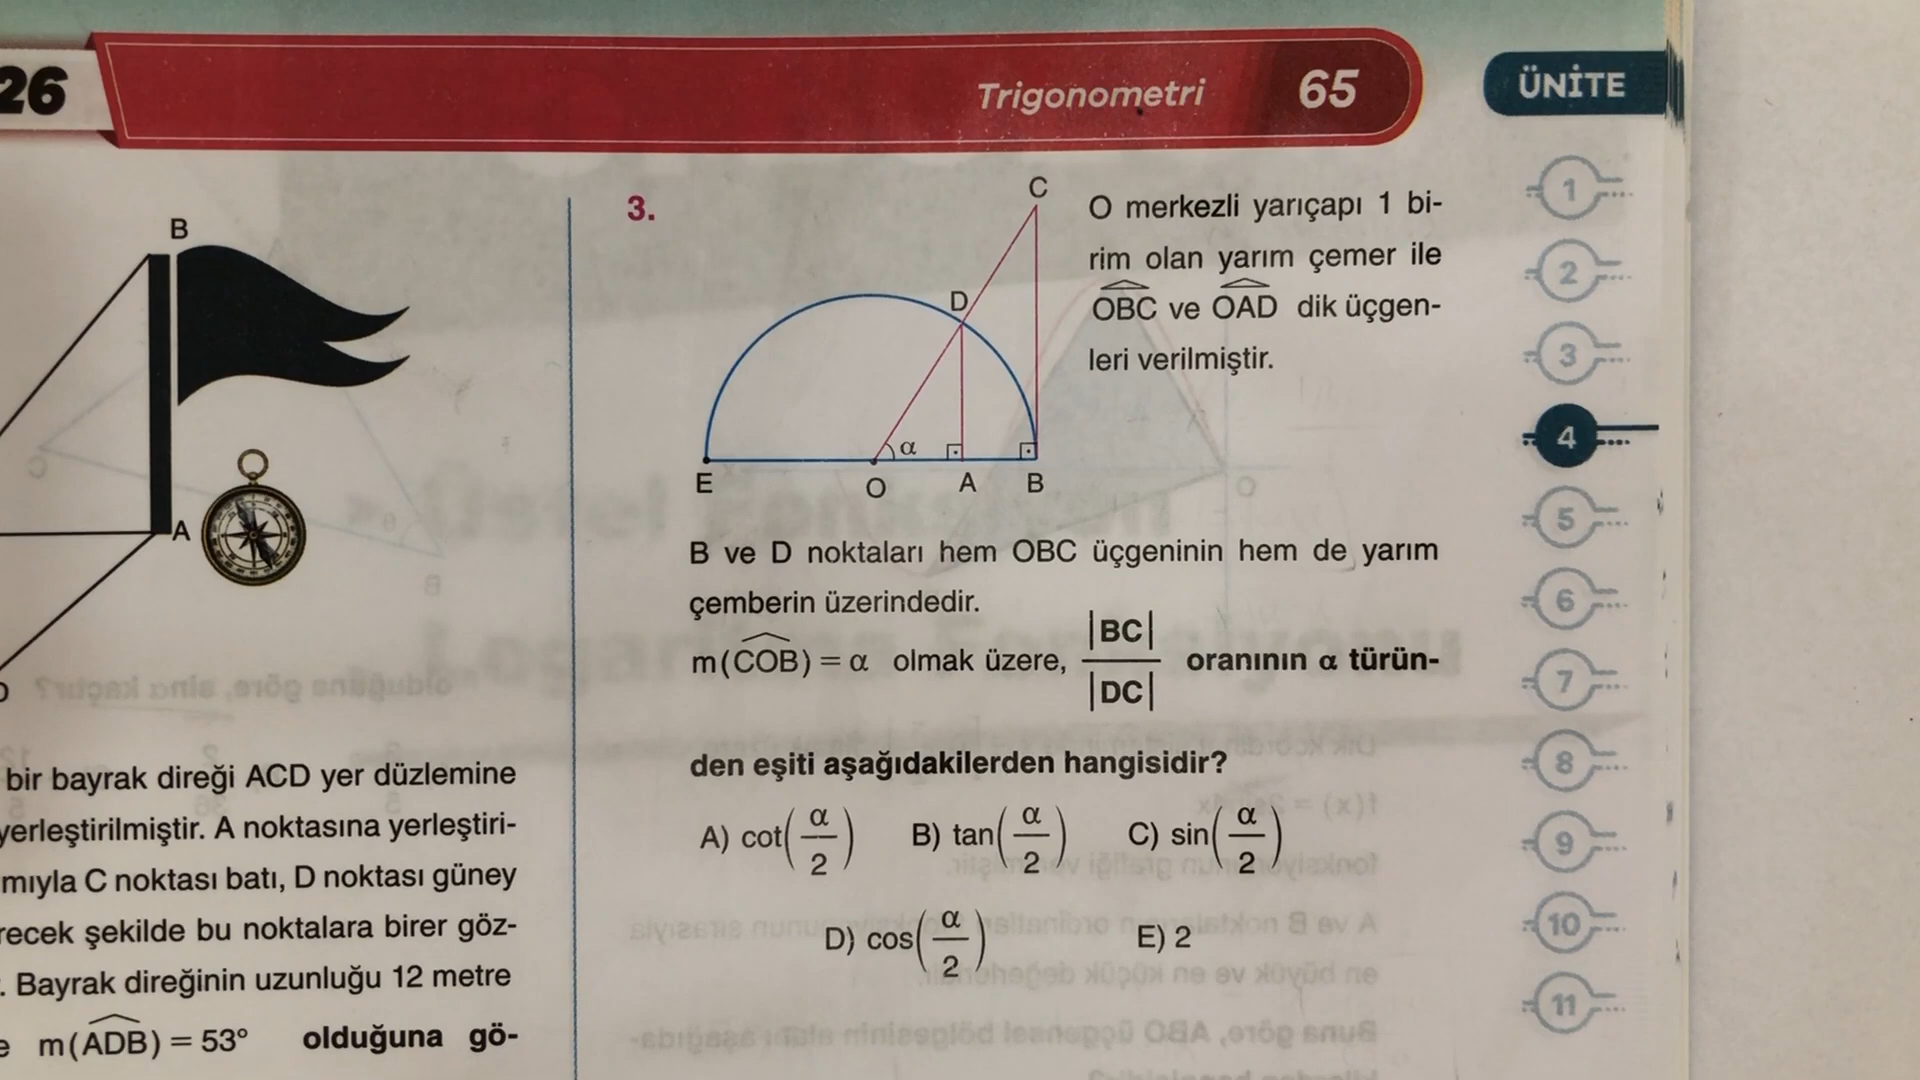 26
Trigonometri 65
ÜNİTE
1
2
3
4
5
6
7
8
9
10
11
B
A
bir bayrak direği ACD yer düzlemine
yerleştirilmiştir. A noktasına yerleştiri-
mıyla C noktası batı, D noktası güney
recek şekilde bu noktalara birer göz-
. Bayrak direğinin uzunluğu 12 metre
e m(ADB) = 53° olduğuna gö-
3.
C
D
α
E O A B
O merkezli yarıçapı 1 bi-
rim olan yarım çemer ile
OBC ve OAD dik üçgen-
leri verilmiştir.
B ve D noktaları hem OBC üçgeninin hem de yarım
çemberin üzerindedir.
m(COB) = α olmak üzere, |BC|/|DC| oranının α türün-
den eşiti aşağıdakilerden hangisidir?
A) cot(α/2) B) tan(α/2) C) sin(α/2)
D) cos(α/2) E) 2